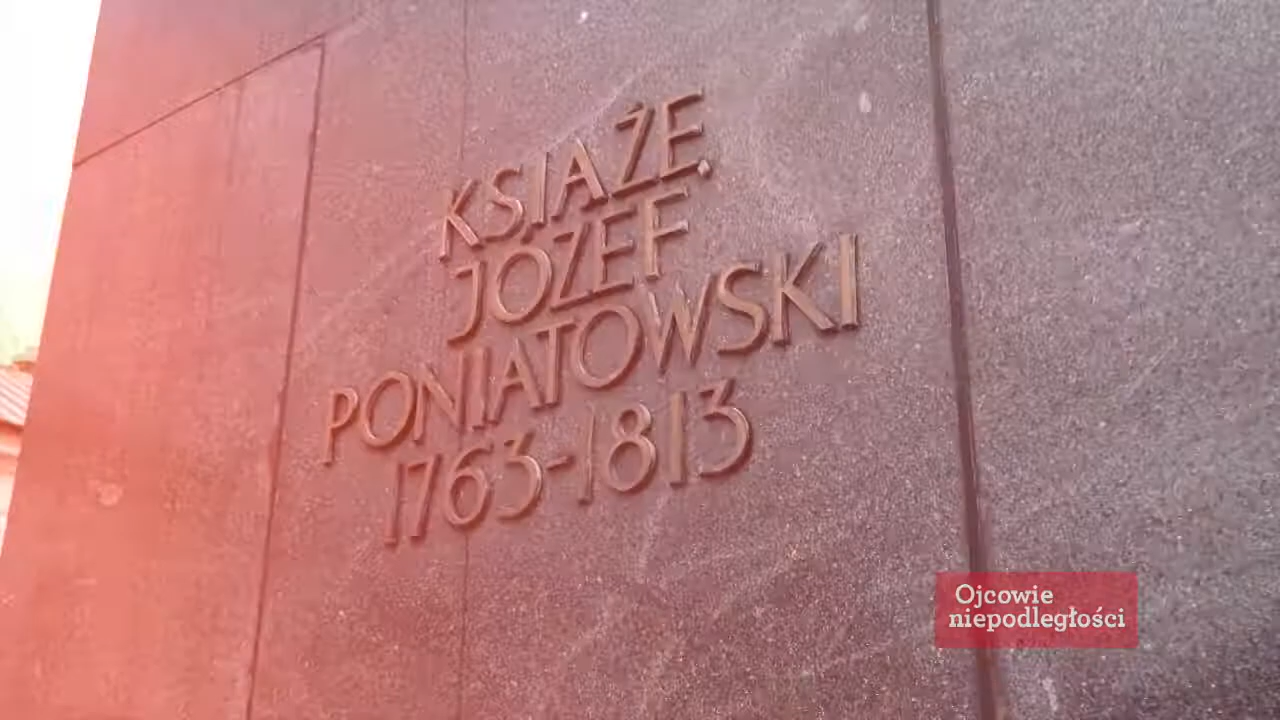 KSIĄŻĘ
JÓZEF
PONIATOWSKI
1763-1813
Ojcowie
niepodległości